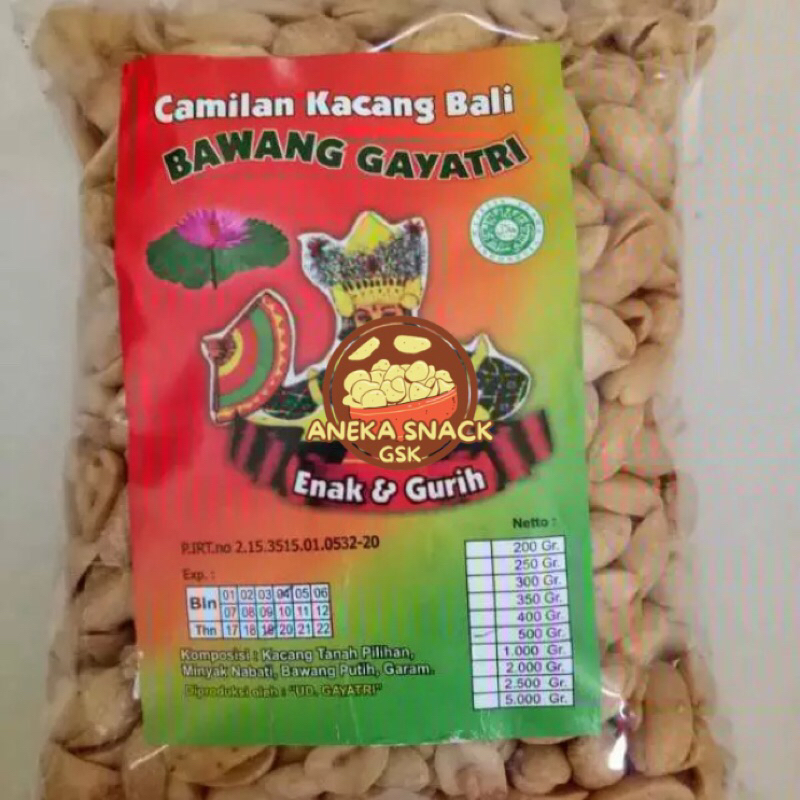 Camilan Kacang Bali
BAWANG GAYATRI
ANEKA SNACK
GSK
Enak & Gurih
P.IRT.no 2.15.3515.01.0532-20
Netto :
200 Gr.
250 Gr.
300 Gr.
350 Gr.
400 Gr.
500 Gr.
1.000 Gr.
2.000 Gr.
2.500 Gr.
5.000 Gr.
Exp. :
Bln 01 02 03 04 05 06
07 08 09 10 11 12
Thn 17 18 19 20 21 22
Komposisi : Kacang Tanah Pilihan,
Minyak Nabati, Bawang Putih, Garam.
Diproduksi oleh : "UD. GAYATRI"